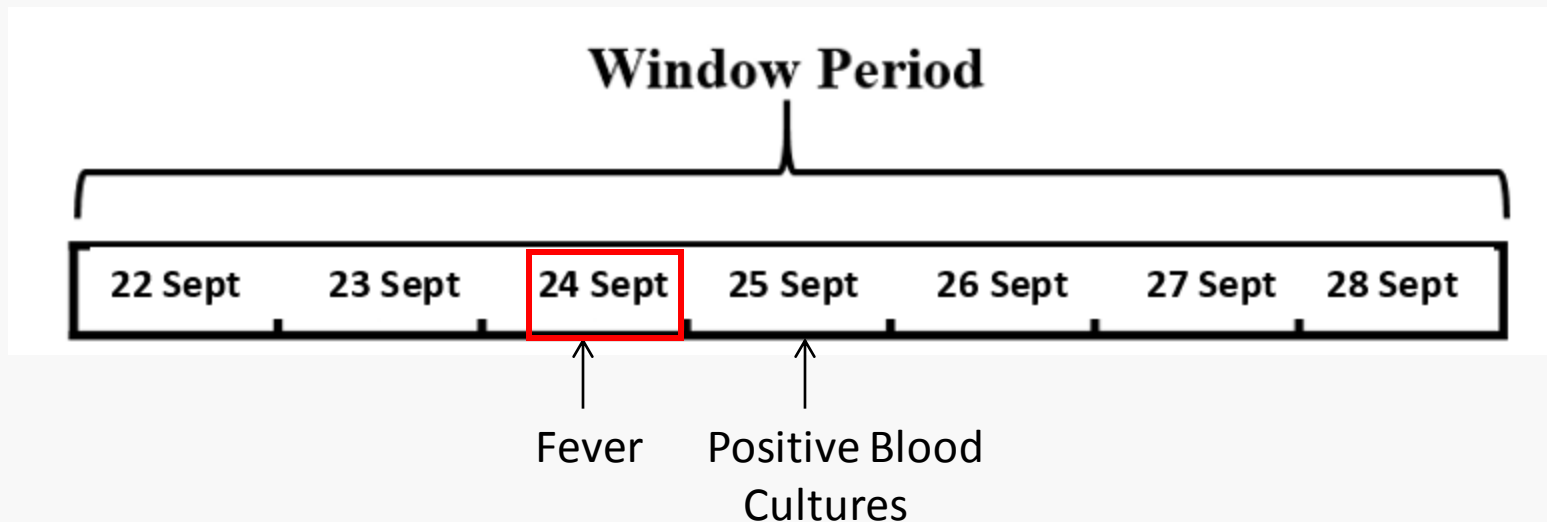 Window Period
22 Sept 23 Sept 24 Sept 25 Sept 26 Sept 27 Sept 28 Sept
Fever Positive Blood
Cultures